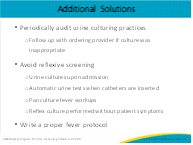 Additional Solutions
• Periodically audit urine culturing practices
o Follow up with ordering provider if culture was
inappropriate
• Avoid reflexive screening
o Urine cultures upon admission
o Automatic urine tests when catheters are inserted
o Pan culture fever workups
o Reflex culture performed without patient symptoms
• Write a proper fever protocol